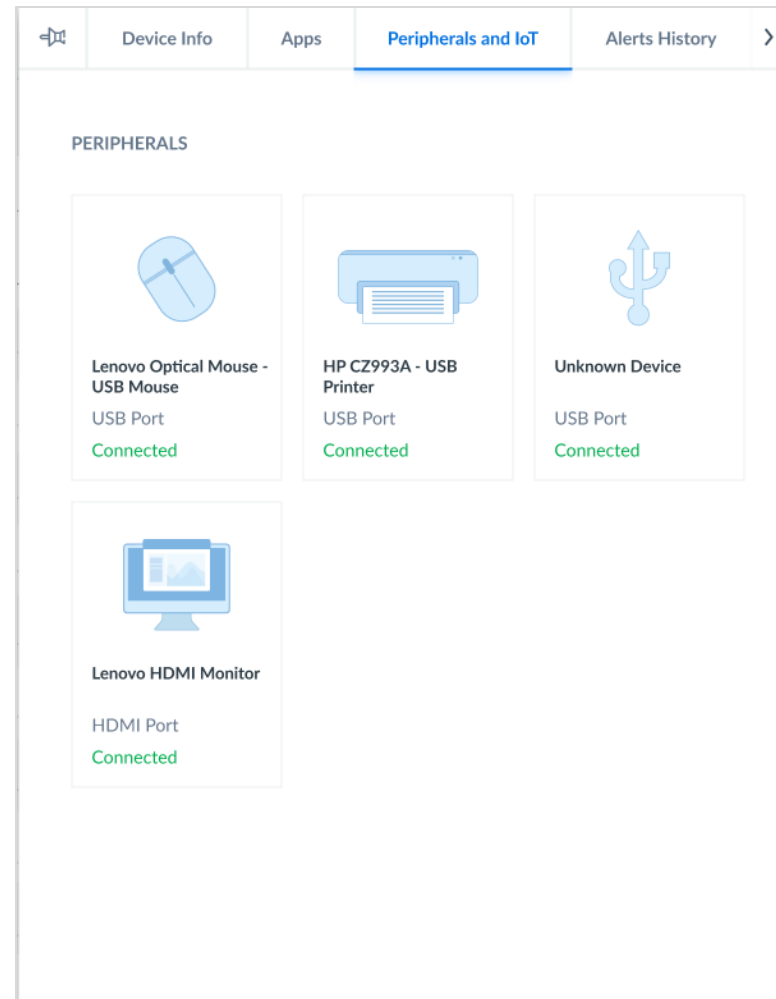 Device Info
Apps
Peripherals and IoT
Alerts History
PERIPHERALS
Lenovo Optical Mouse -
USB Mouse
USB Port
Connected
HP CZ993A - USB
Printer
USB Port
Connected
Unknown Device
USB Port
Connected
Lenovo HDMI Monitor
HDMI Port
Connected